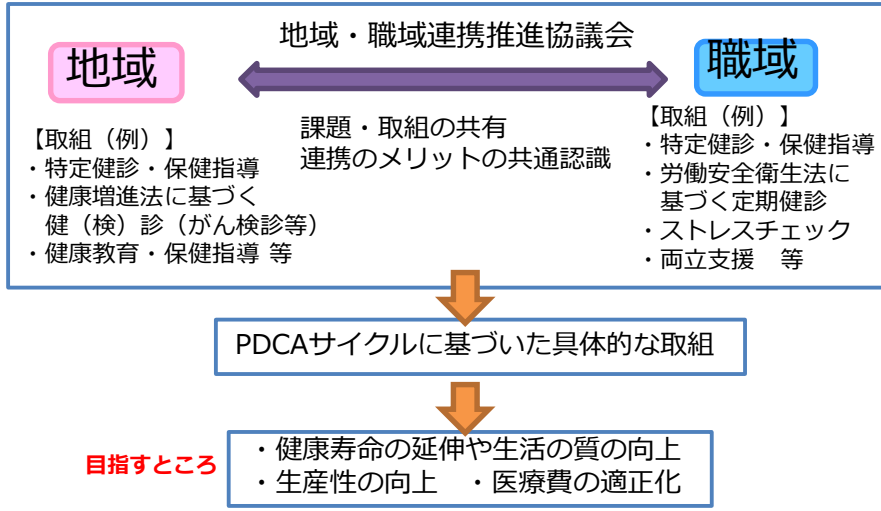 地域・職域連携推進協議会
地域
職域
【取組（例）】
・特定健診・保健指導
・健康増進法に基づく
健（検）診（がん検診等）
・健康教育・保健指導 等
課題・取組の共有
連携のメリットの共通認識
【取組（例）】
・特定健診・保健指導
・労働安全衛生法に
基づく定期健診
・ストレスチェック
・両立支援　等
PDCAサイクルに基づいた具体的な取組
目指すところ
・健康寿命の延伸や生活の質の向上
・生産性の向上　・医療費の適正化